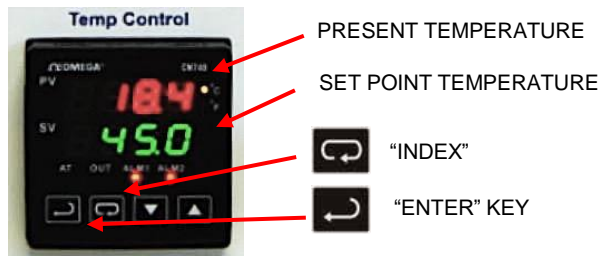 Temp Control
PRESENT TEMPERATURE
OMEGA
CN740
PV
18.4
°C
°F
SET POINT TEMPERATURE
SV
45.0
AT OUT ALM1 ALM2
“INDEX”
“ENTER” KEY